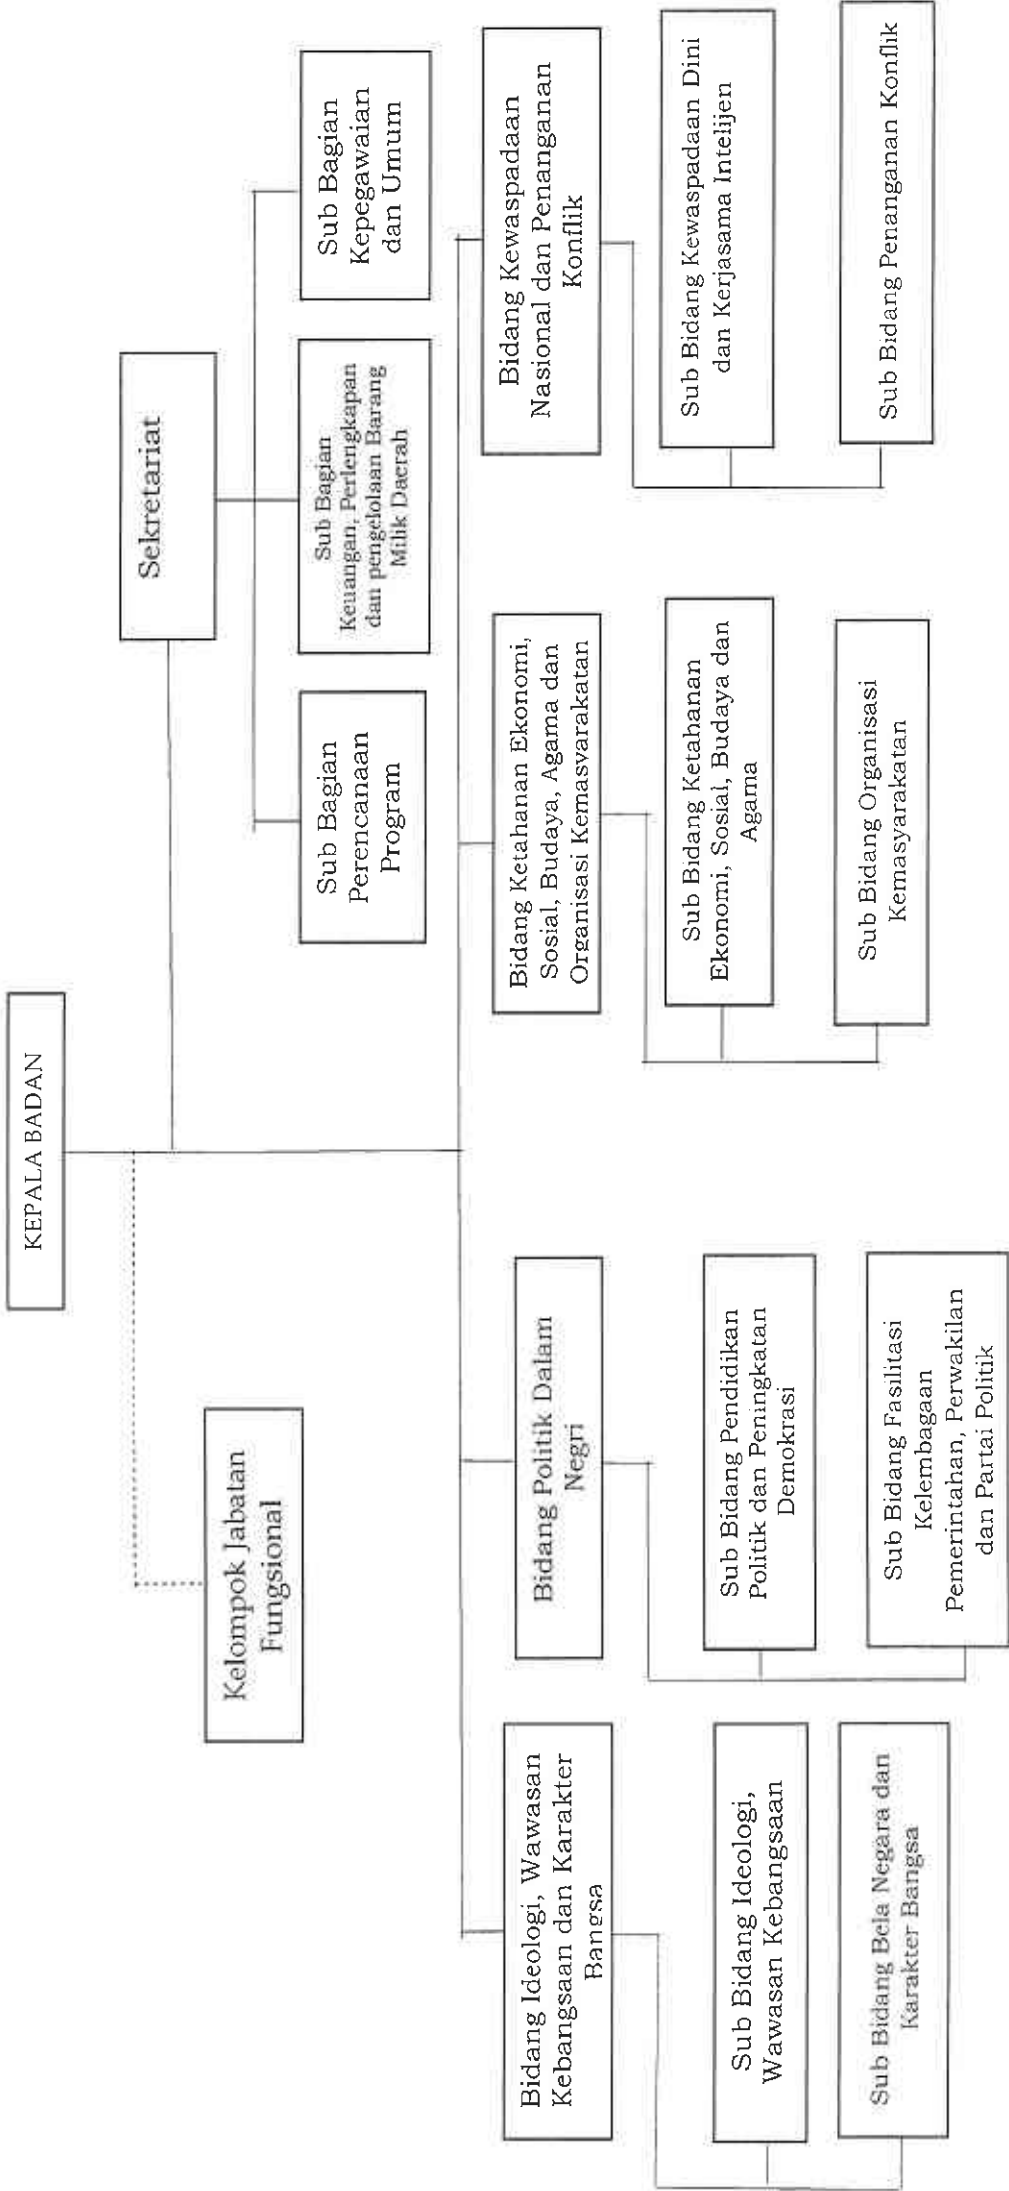 KEPALA BADAN
Kelompok Jabatan
Fungsional
Sekretariat
Sub Bagian
Perencanaan
Program
Sub Bagian
Keuangan, Perlengkapan
dan pengelolaan Barang
Milik Daerah
Sub Bagian
Kepegawaian
dan Umum
Bidang Ideologi, Wawasan
Kebangsaan dan Karakter
Bangsa
Sub Bidang Ideologi,
Wawasan Kebangsaan
Sub Bidang Bela Negara dan
Karakter Bangsa
Bidang Politik Dalam
Negri
Sub Bidang Pendidikan
Politik dan Peningkatan
Demokrasi
Sub Bidang Fasilitasi
Kelembagaan
Pemerintahan, Perwakilan
dan Partai Politik
Bidang Ketahanan Ekonomi,
Sosial, Budaya, Agama dan
Organisasi Kemasvarakatan
Sub Bidang Ketahanan
Ekonomi, Sosial, Budaya dan
Agama
Sub Bidang Organisasi
Kemasyarakatan
Bidang Kewaspadaan
Nasional dan Penanganan
Konflik
Sub Bidang Kewaspadaan Dini
dan Kerjasama Intelijen
Sub Bidang Penanganan Konflik